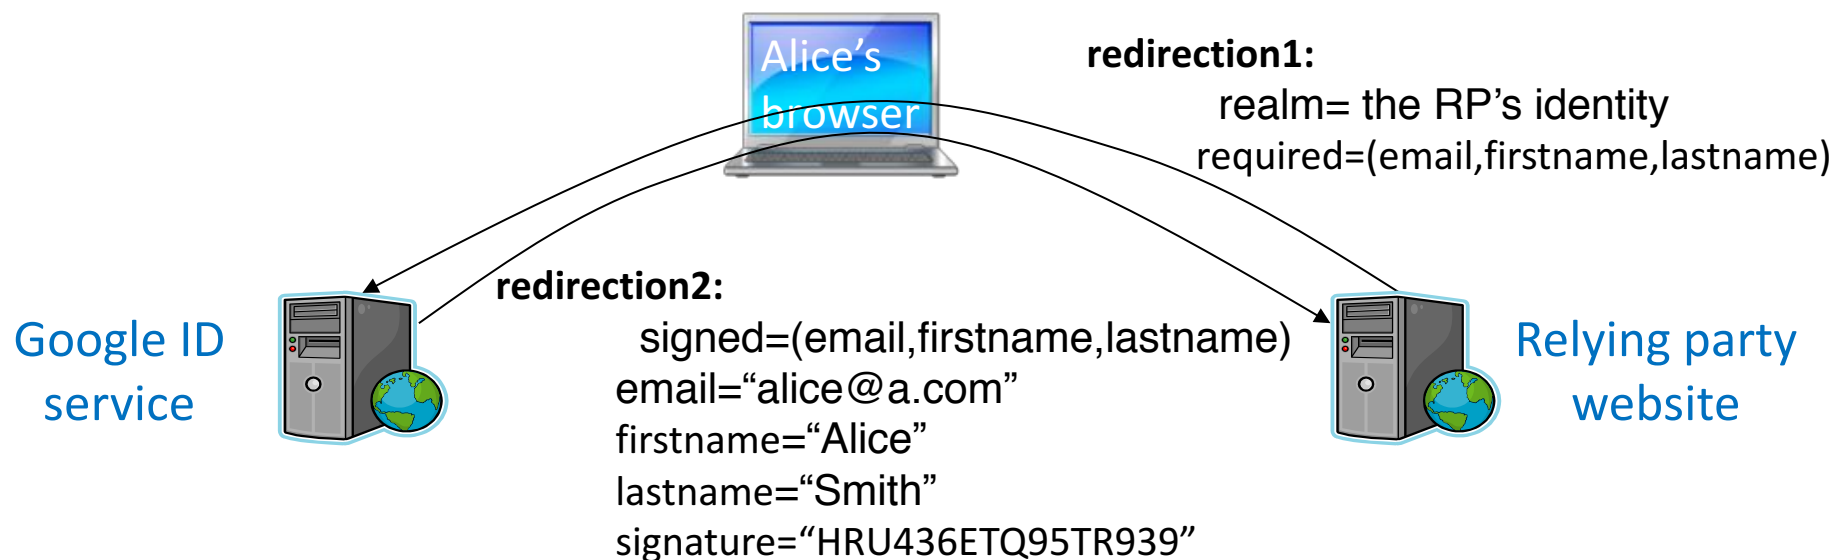 Alice’s
browser
redirection1:
realm= the RP’s identity
required=(email,firstname,lastname)
redirection2:
signed=(email,firstname,lastname)
email=“alice@a.com”
firstname=“Alice”
lastname=“Smith”
signature=“HRU436ETQ95TR939”
Google ID
service
Relying party
website